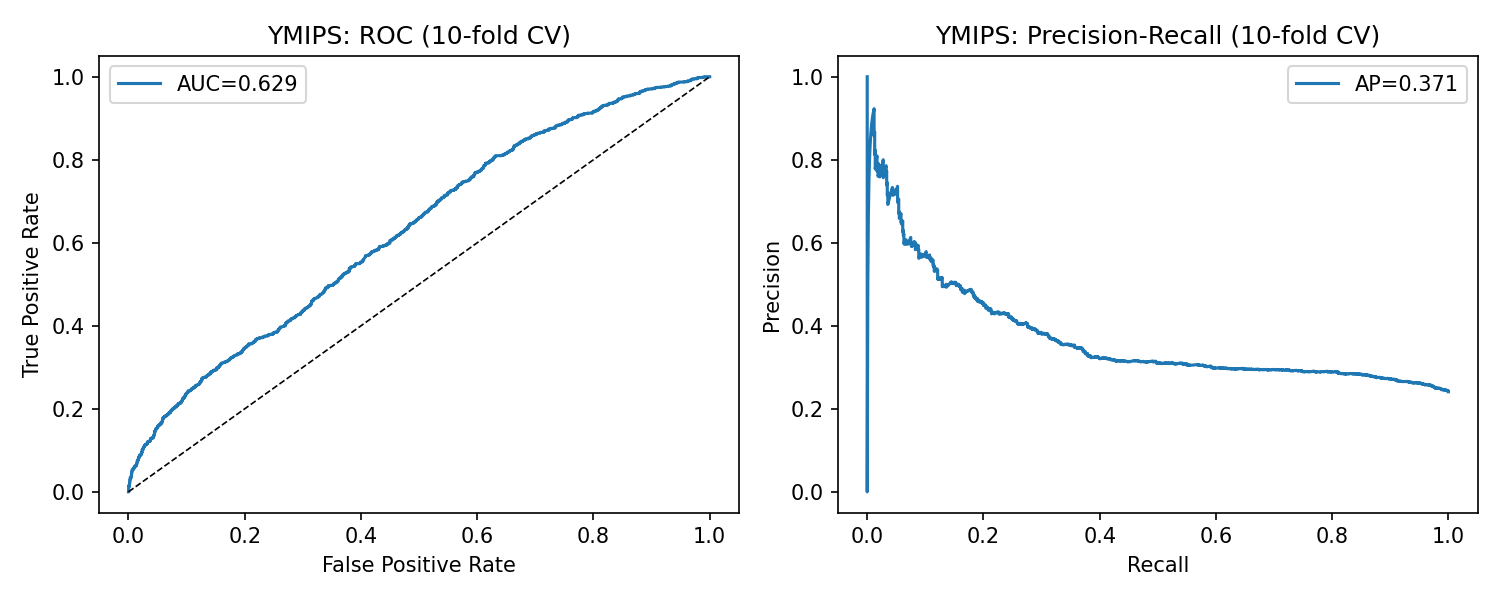 YMIPS: ROC (10-fold CV)
AUC=0.629
1.0
0.8
0.6
0.4
0.2
0.0
True Positive Rate
0.0 0.2 0.4 0.6 0.8 1.0
False Positive Rate
YMIPS: Precision-Recall (10-fold CV)
AP=0.371
1.0
0.8
0.6
0.4
0.2
0.0
Precision
0.0 0.2 0.4 0.6 0.8 1.0
Recall